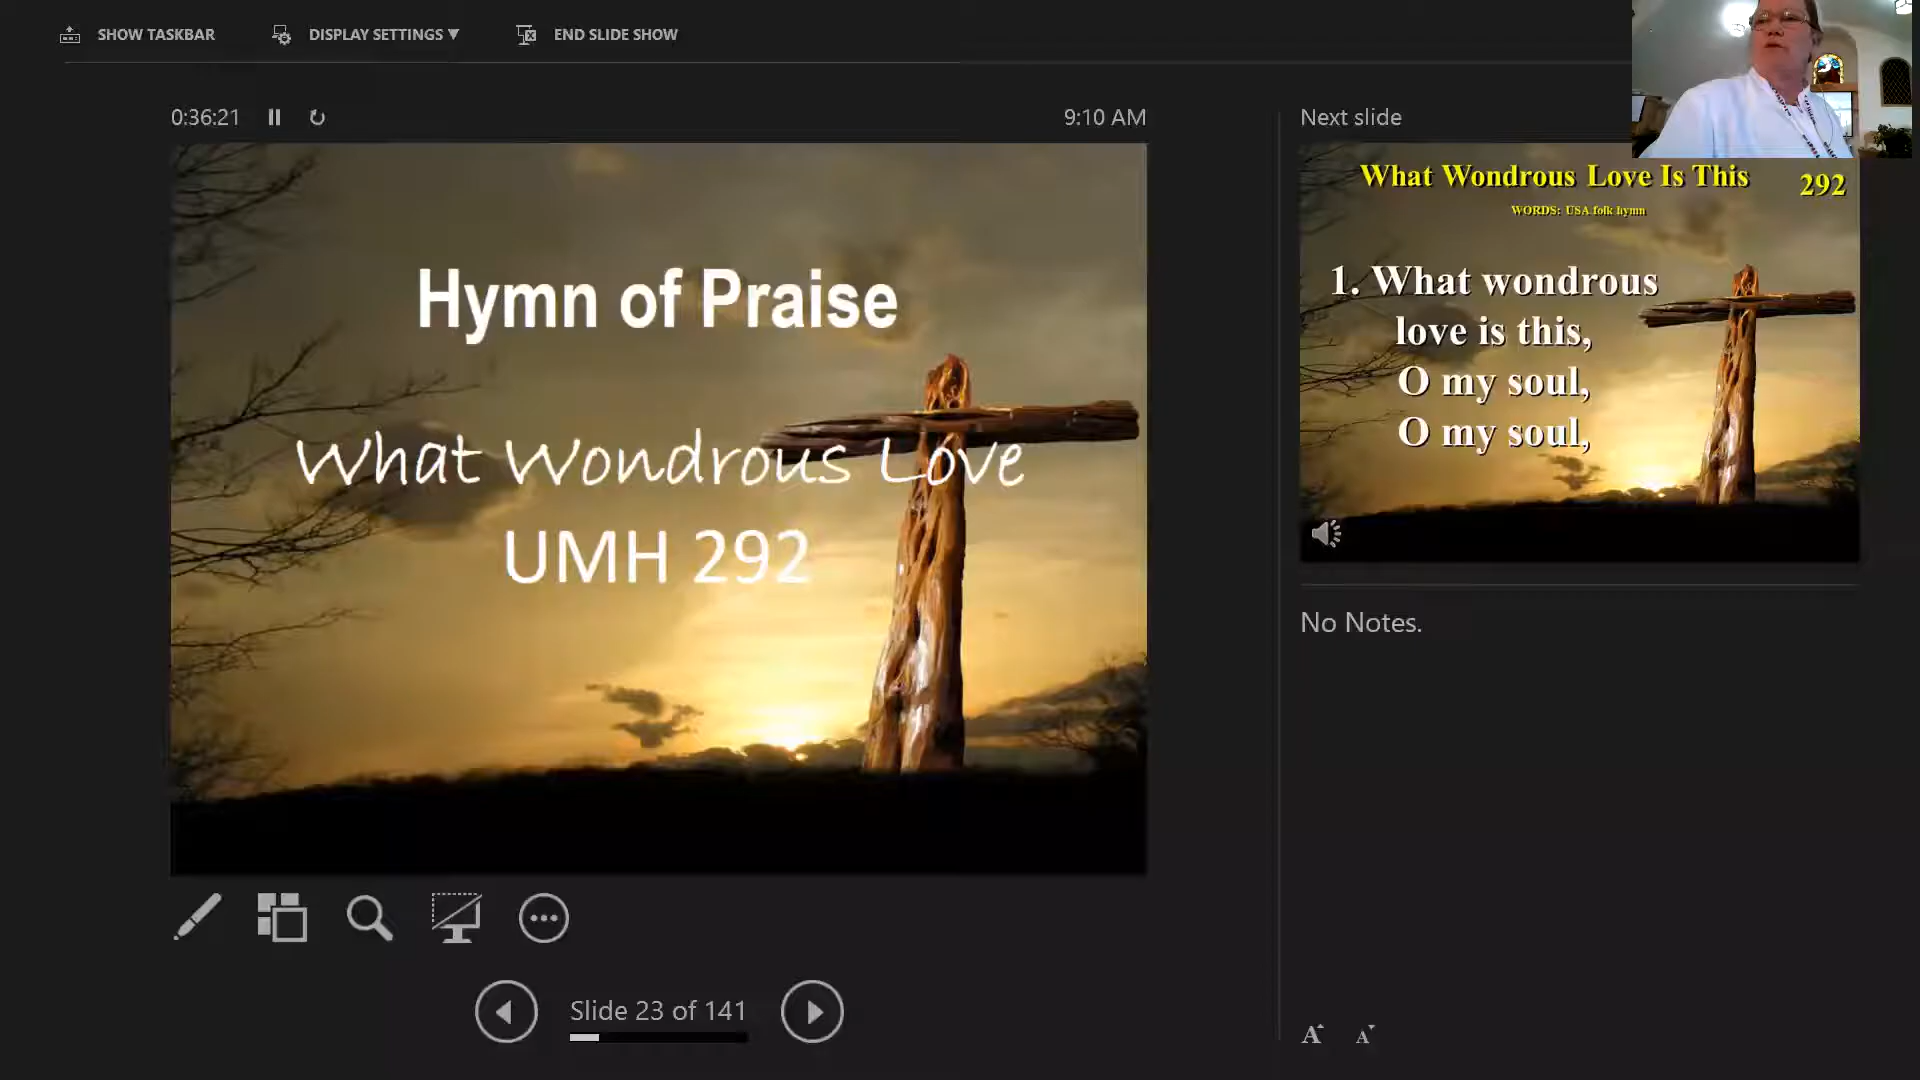 SHOW TASKBAR
DISPLAY SETTINGS ▼
END SLIDE SHOW
0:36:21
9:10 AM
Hymn of Praise
What Wondrous Love
UMH 292
Slide 23 of 141
Next slide
What Wondrous Love Is This
292
WORDS: USA folk hymn
1. What wondrous
love is this,
O my soul,
O my soul,
No Notes.
A
A